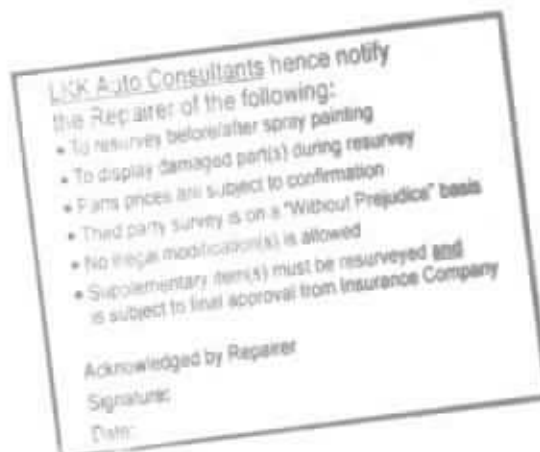 LKK Auto Consultants hence notify
the Repairer of the following:
• To resurvey before/after spray painting
• To display damaged part(s) during resurvey
• Parts prices are subject to confirmation
• Third party survey is on a "Without Prejudice" basis
• No illegal modification(s) is allowed
• Supplementary item(s) must be resurveyed and
is subject to final approval from Insurance Company
Acknowledged by Repairer
Signature:
Date: